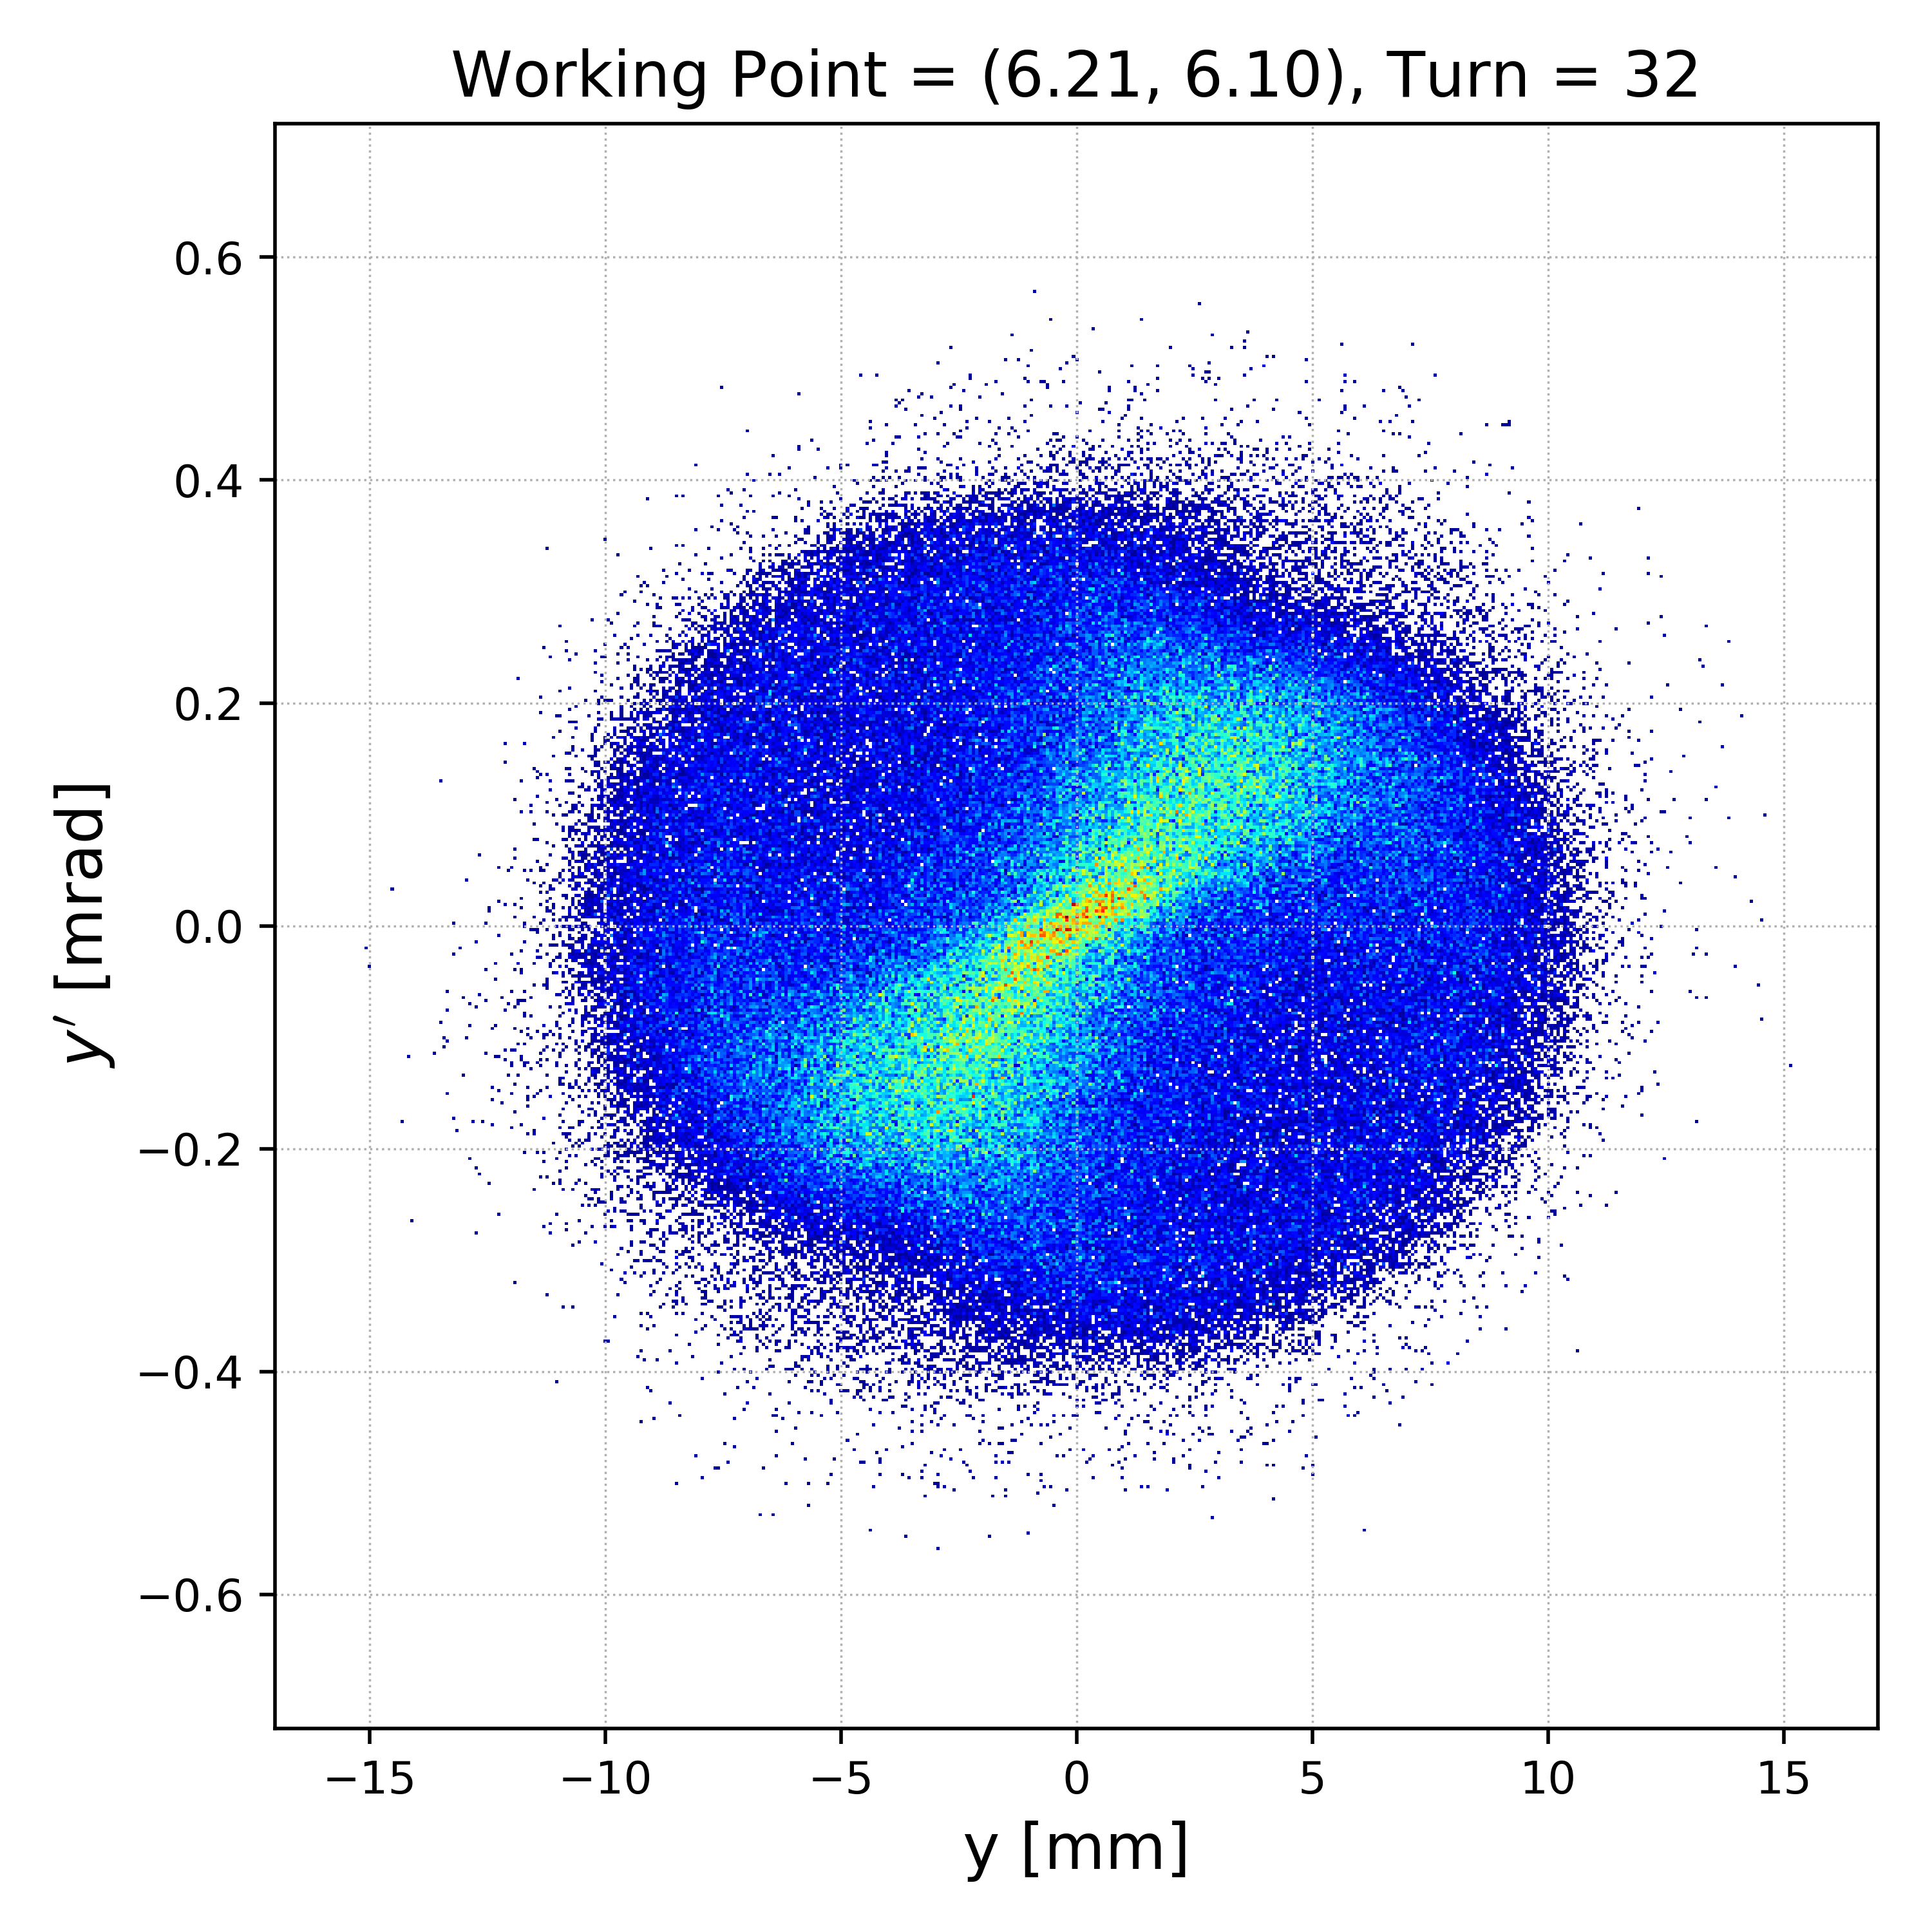 Working Point = (6.21, 6.10), Turn = 32
0.6
0.4
0.2
0.0
−0.2
−0.4
−0.6
y′ [mrad]
−15 −10 −5 0 5 10 15
y [mm]